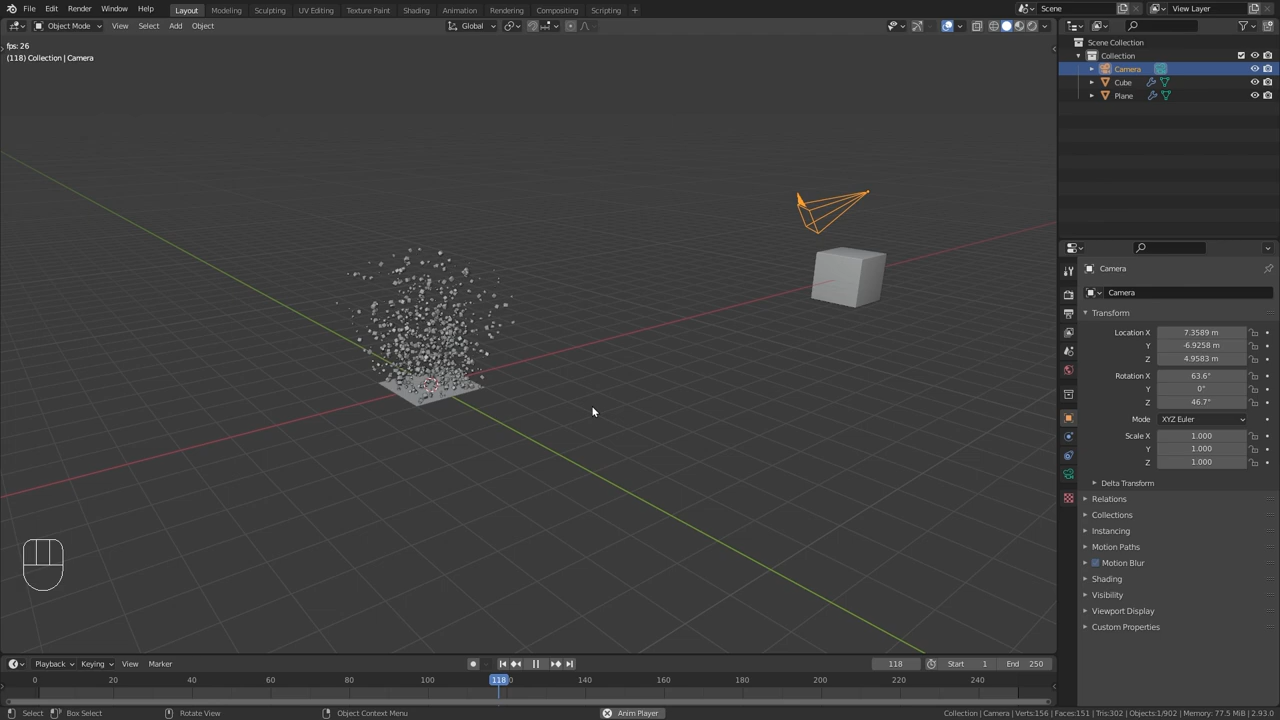 File Edit Render Window Help Layout Modeling Sculpting UV Editing Texture Paint Shading Animation Rendering Compositing Scripting + Scene View Layer
Object Mode View Select Add Object Global
fps: 26
(118) Collection | Camera
Scene Collection
Collection
Camera
Cube
Plane
Camera
Camera
Transform
Location X 7.3589 m
Y -6.9258 m
Z 4.9583 m
Rotation X 63.6°
Y 0°
Z 46.7°
Mode XYZ Euler
Scale X 1.000
Y 1.000
Z 1.000
Delta Transform
Relations
Collections
Instancing
Motion Paths
Motion Blur
Shading
Visibility
Viewport Display
Custom Properties
Playback Keying View Marker 118 Start 1 End 250
0 20 40 60 80 100 118 0 140 160 180 200 220 240
Select Box Select Rotate View Object Context Menu Anim Player Collection | Camera Verts:156 | Faces:151 | Tris:302 | Objects:1/902 | Memory: 77.5 MiB | 2.93.0